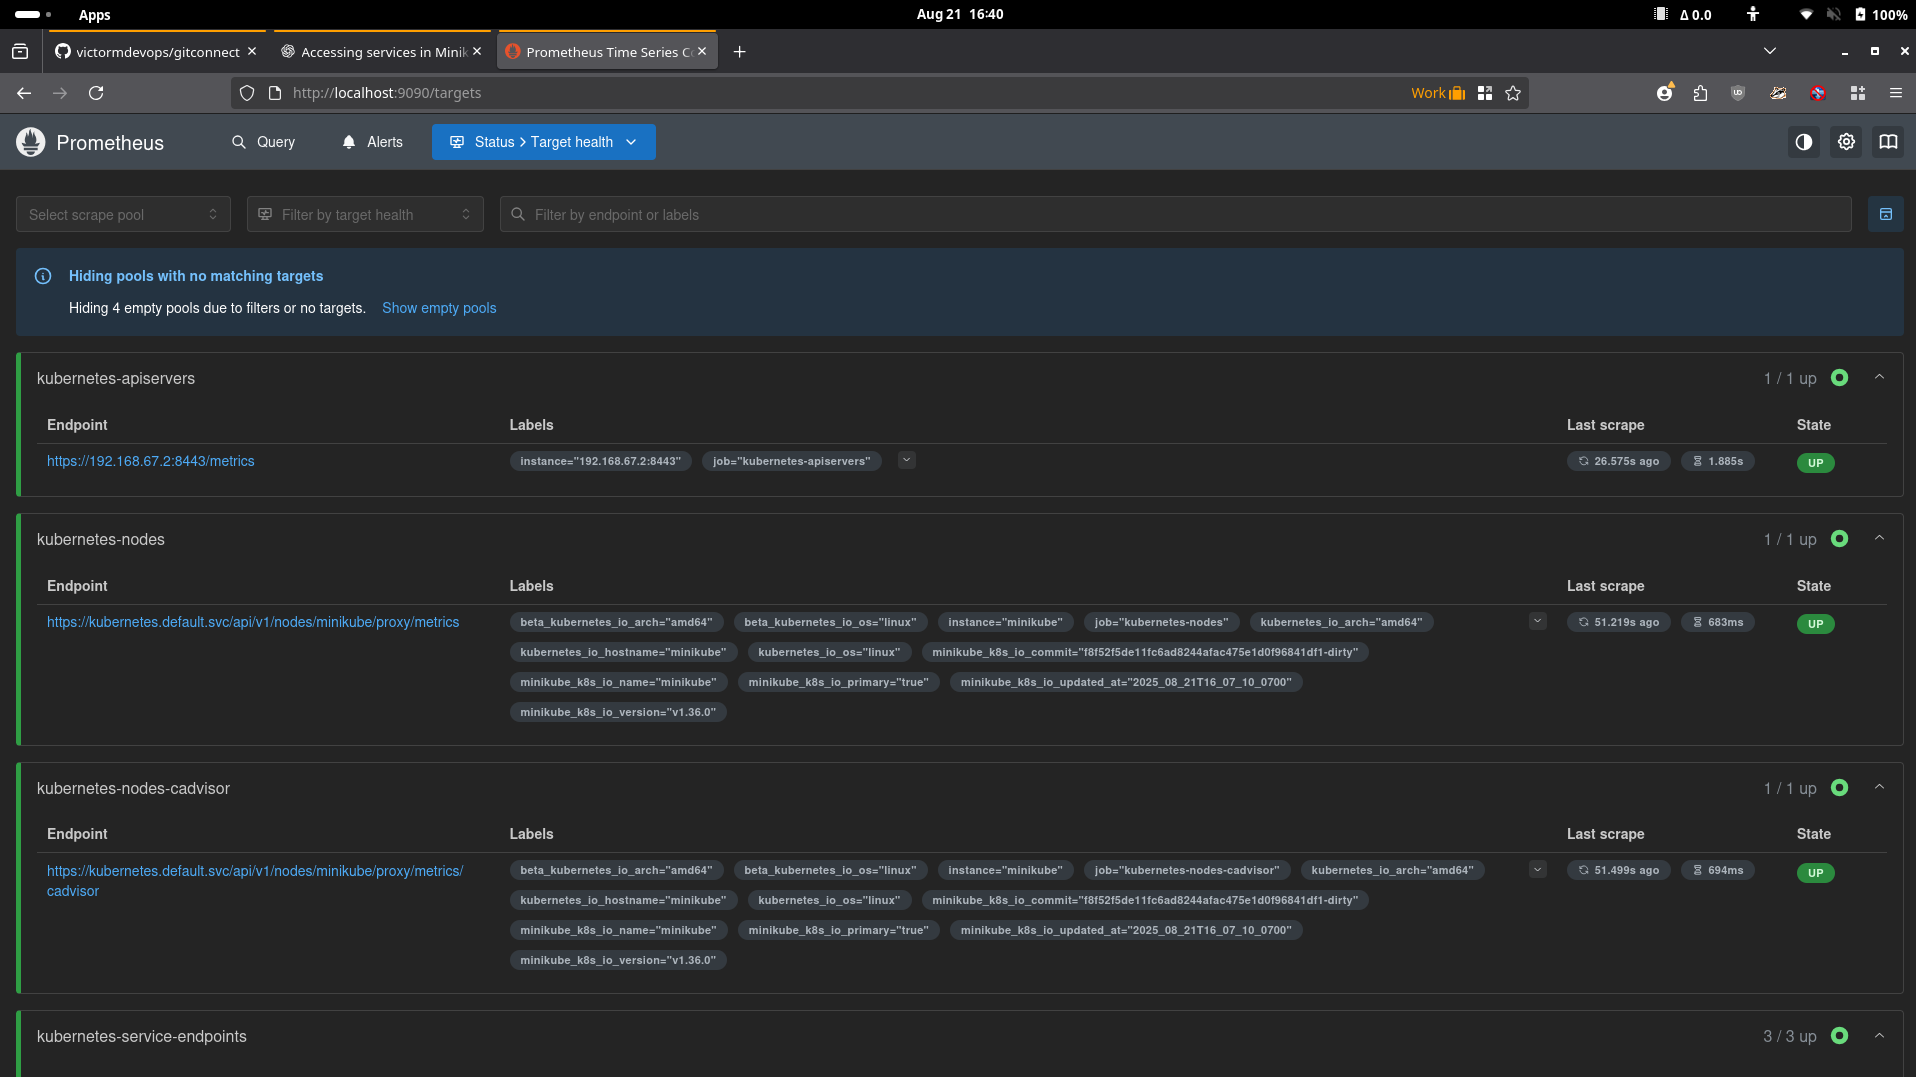 Apps
Aug 21 16:40
Δ 0.0
100%
victormdevops/gitconnect
Accessing services in Minik
Prometheus Time Series C
http://localhost:9090/targets
Work
Prometheus
Query
Alerts
Status > Target health
Select scrape pool
Filter by target health
Filter by endpoint or labels
Hiding pools with no matching targets
Hiding 4 empty pools due to filters or no targets. Show empty pools
kubernetes-apiservers
1 / 1 up
Endpoint Labels Last scrape State
https://192.168.67.2:8443/metrics instance="192.168.67.2:8443" job="kubernetes-apiservers" 26.575s ago 1.885s UP
kubernetes-nodes
1 / 1 up
Endpoint Labels Last scrape State
https://kubernetes.default.svc/api/v1/nodes/minikube/proxy/metrics beta_kubernetes_io_arch="amd64" beta_kubernetes_io_os="linux" instance="minikube" job="kubernetes-nodes" kubernetes_io_arch="amd64" 51.219s ago 683ms UP
kubernetes_io_hostname="minikube" kubernetes_io_os="linux" minikube_k8s_io_commit="f8f52f5de11fc6ad8244afac475e1d0f96841df1-dirty"
minikube_k8s_io_name="minikube" minikube_k8s_io_primary="true" minikube_k8s_io_updated_at="2025_08_21T16_07_10_0700"
minikube_k8s_io_version="v1.36.0"
kubernetes-nodes-cadvisor
1 / 1 up
Endpoint Labels Last scrape State
https://kubernetes.default.svc/api/v1/nodes/minikube/proxy/metrics/ beta_kubernetes_io_arch="amd64" beta_kubernetes_io_os="linux" instance="minikube" job="kubernetes-nodes-cadvisor" kubernetes_io_arch="amd64" 51.499s ago 694ms UP
cadvisor
kubernetes_io_hostname="minikube" kubernetes_io_os="linux" minikube_k8s_io_commit="f8f52f5de11fc6ad8244afac475e1d0f96841df1-dirty"
minikube_k8s_io_name="minikube" minikube_k8s_io_primary="true" minikube_k8s_io_updated_at="2025_08_21T16_07_10_0700"
minikube_k8s_io_version="v1.36.0"
kubernetes-service-endpoints
3 / 3 up